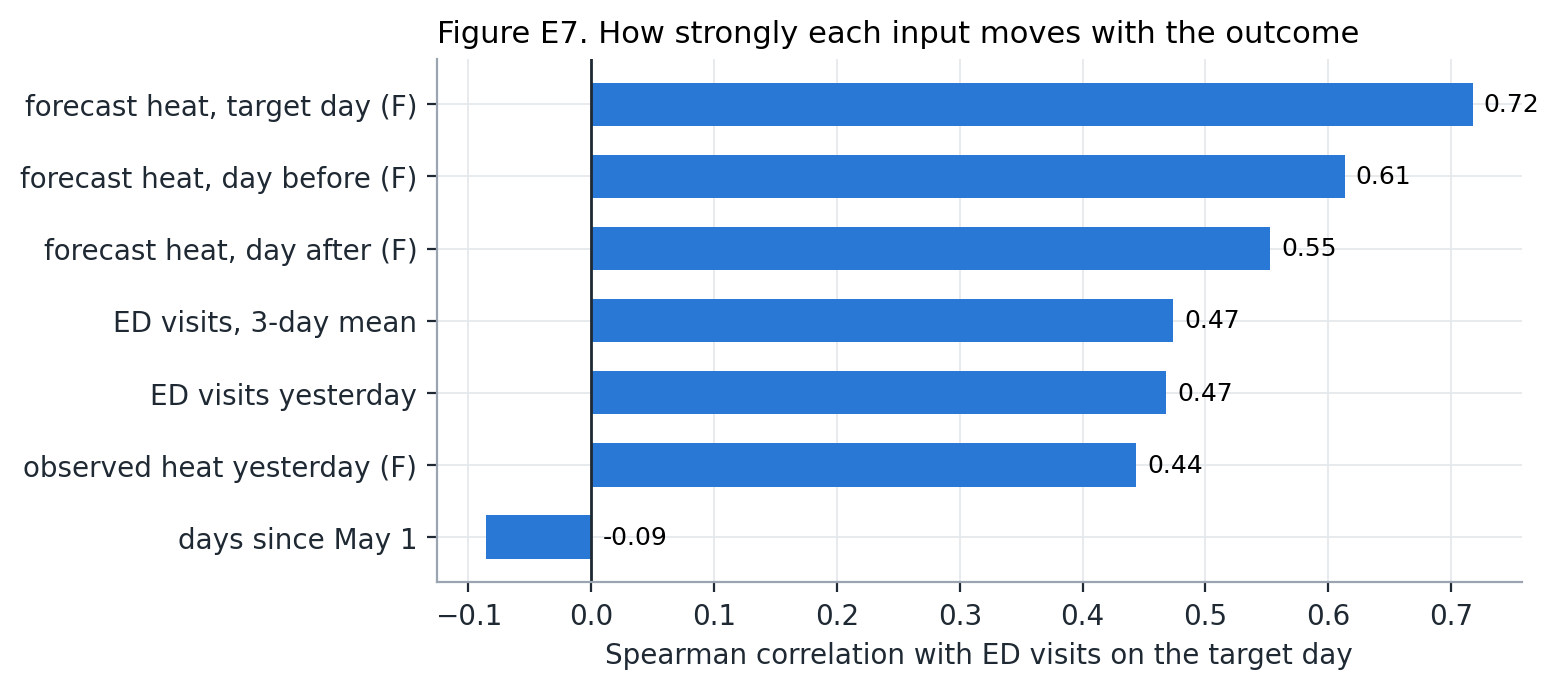 Figure E7. How strongly each input moves with the outcome
forecast heat, target day (F) 0.72
forecast heat, day before (F) 0.61
forecast heat, day after (F) 0.55
ED visits, 3-day mean 0.47
ED visits yesterday 0.47
observed heat yesterday (F) 0.44
days since May 1 -0.09
−0.1 0.0 0.1 0.2 0.3 0.4 0.5 0.6 0.7
Spearman correlation with ED visits on the target day